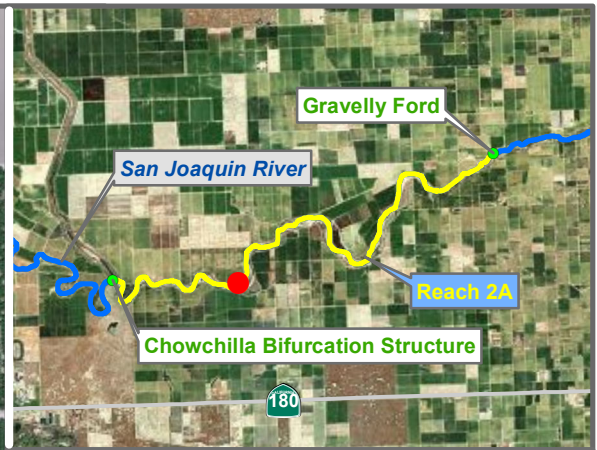 Gravelly Ford
San Joaquin River
Reach 2A
Chowchilla Bifurcation Structure
180